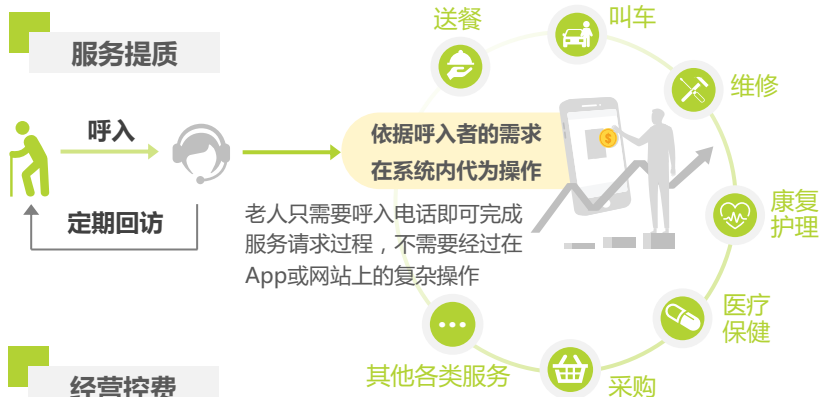 服务提质
送餐
叫车
维修
呼入
依据呼入者的需求
在系统内代为操作
定期回访
老人只需要呼入电话即可完成
服务请求过程，不需要经过在
App或网站上的复杂操作
$
康复
护理
医疗
保健
其他各类服务
采购
经营控费